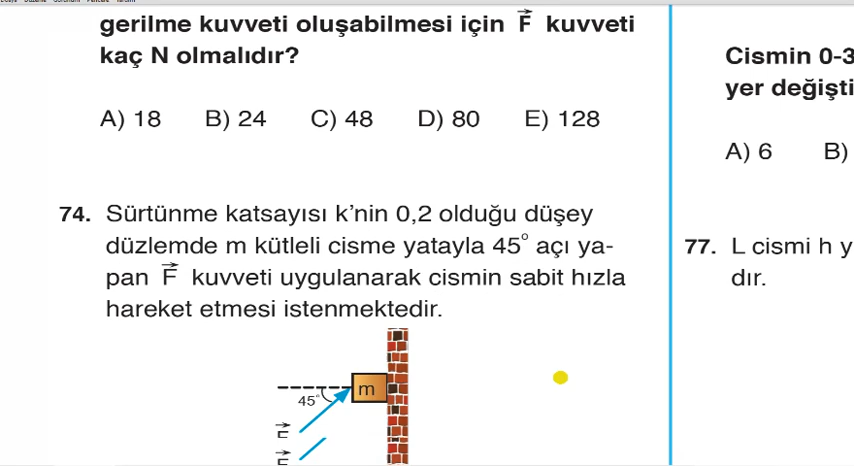 gerilme kuvveti oluşabilmesi için F kuvveti
kaç N olmalıdır?
A) 18 B) 24 C) 48 D) 80 E) 128
74. Sürtünme katsayısı k'nin 0,2 olduğu düşey
düzlemde m kütleli cisme yatayla 45° açı ya-
pan F kuvveti uygulanarak cismin sabit hızla
hareket etmesi istenmektedir.
45°
m
Cismin 0-3
yer değişti
A) 6 B)
77. L cismi h y
dır.